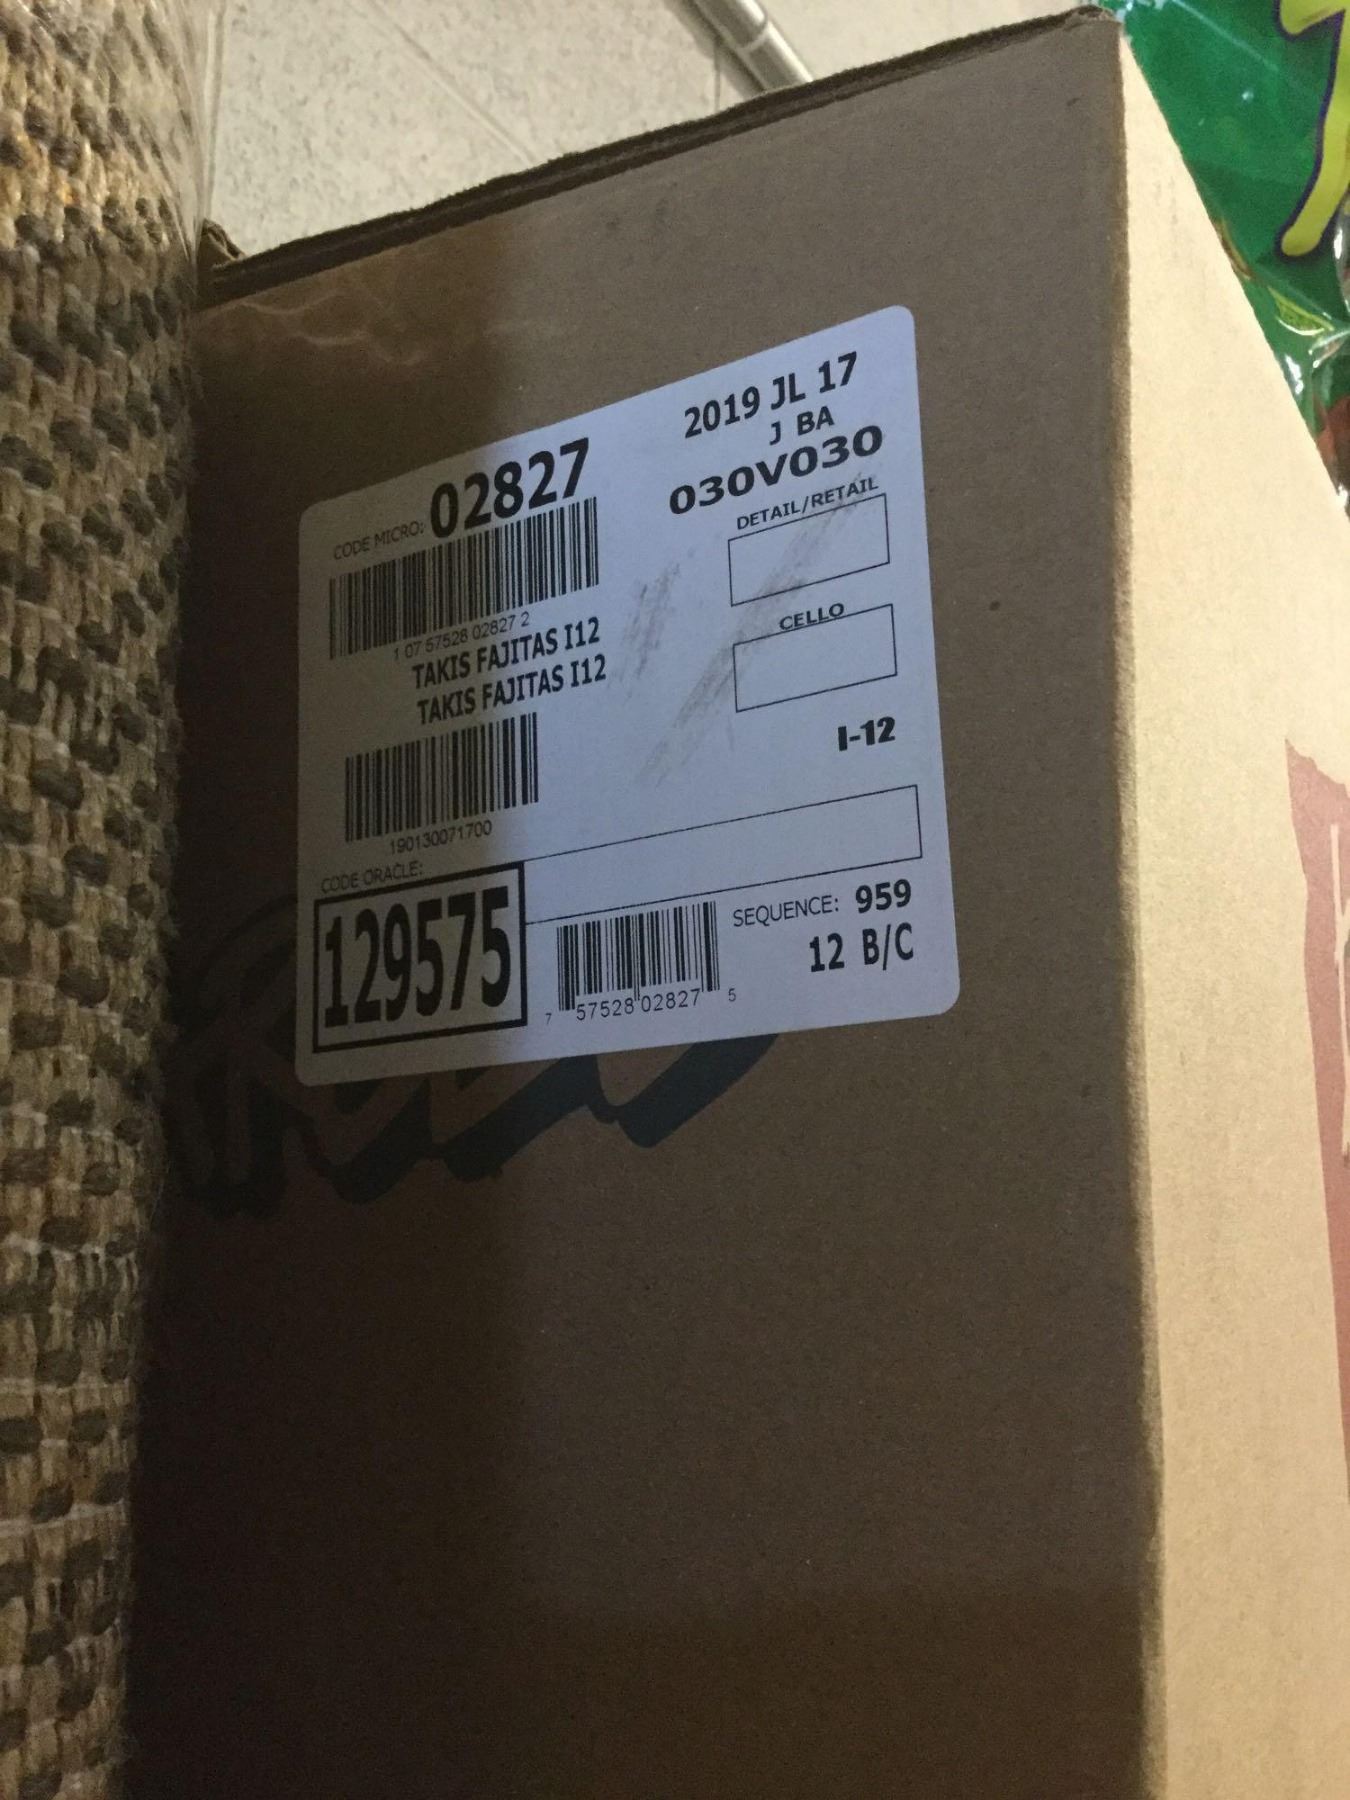 2019 JL 17
J BA
030V030
CODE MICRO: 02827
DETAIL/RETAIL
1 07 57528 02827 2
TAKIS FAJITAS I12
TAKIS FAJITAS I12
CELLO
I-12
190130071700
CODE ORACLE:
129575
SEQUENCE: 959
12 B/C
7 57528 02827 5